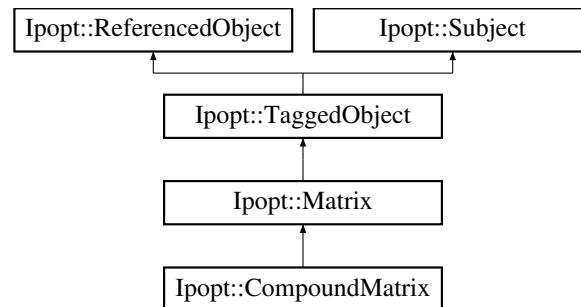 Ipopt::ReferencedObject
Ipopt::Subject
Ipopt::TaggedObject
Ipopt::Matrix
Ipopt::CompoundMatrix